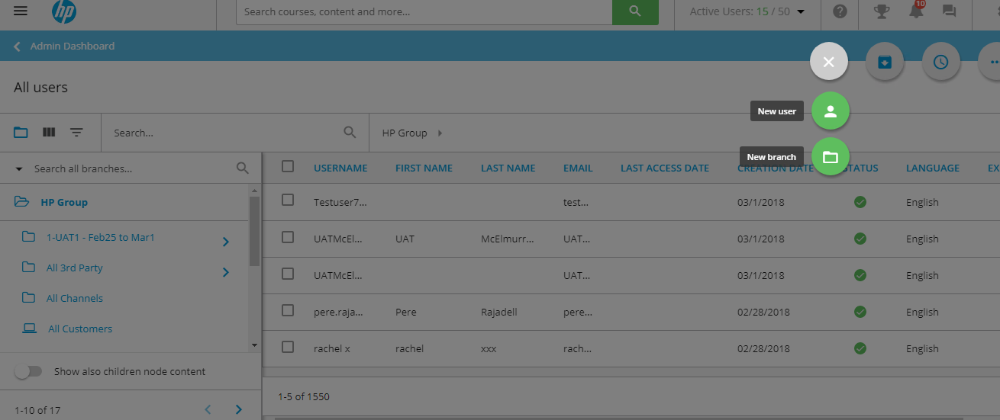 hp
Search courses, content and more...
Active Users: 15 / 50
10
Admin Dashboard
All users
New user
Search...
HP Group
New branch
Search all branches...
USERNAME FIRST NAME LAST NAME EMAIL LAST ACCESS DATE CREATION DATE STATUS LANGUAGE EX
HP Group
Testuser7... test... 03/1/2018 English
1-UAT1 - Feb25 to Mar1
UATMcEl... UAT McElmurr... UAT... 03/1/2018 English
All 3rd Party
UATMcEl... UAT... 03/1/2018 English
All Channels
pere.raja... Pere Rajadell pere... 02/28/2018 English
All Customers
rachel x rachel xxx rach... 02/28/2018 English
Show also children node content
1-5 of 1550
1-10 of 17